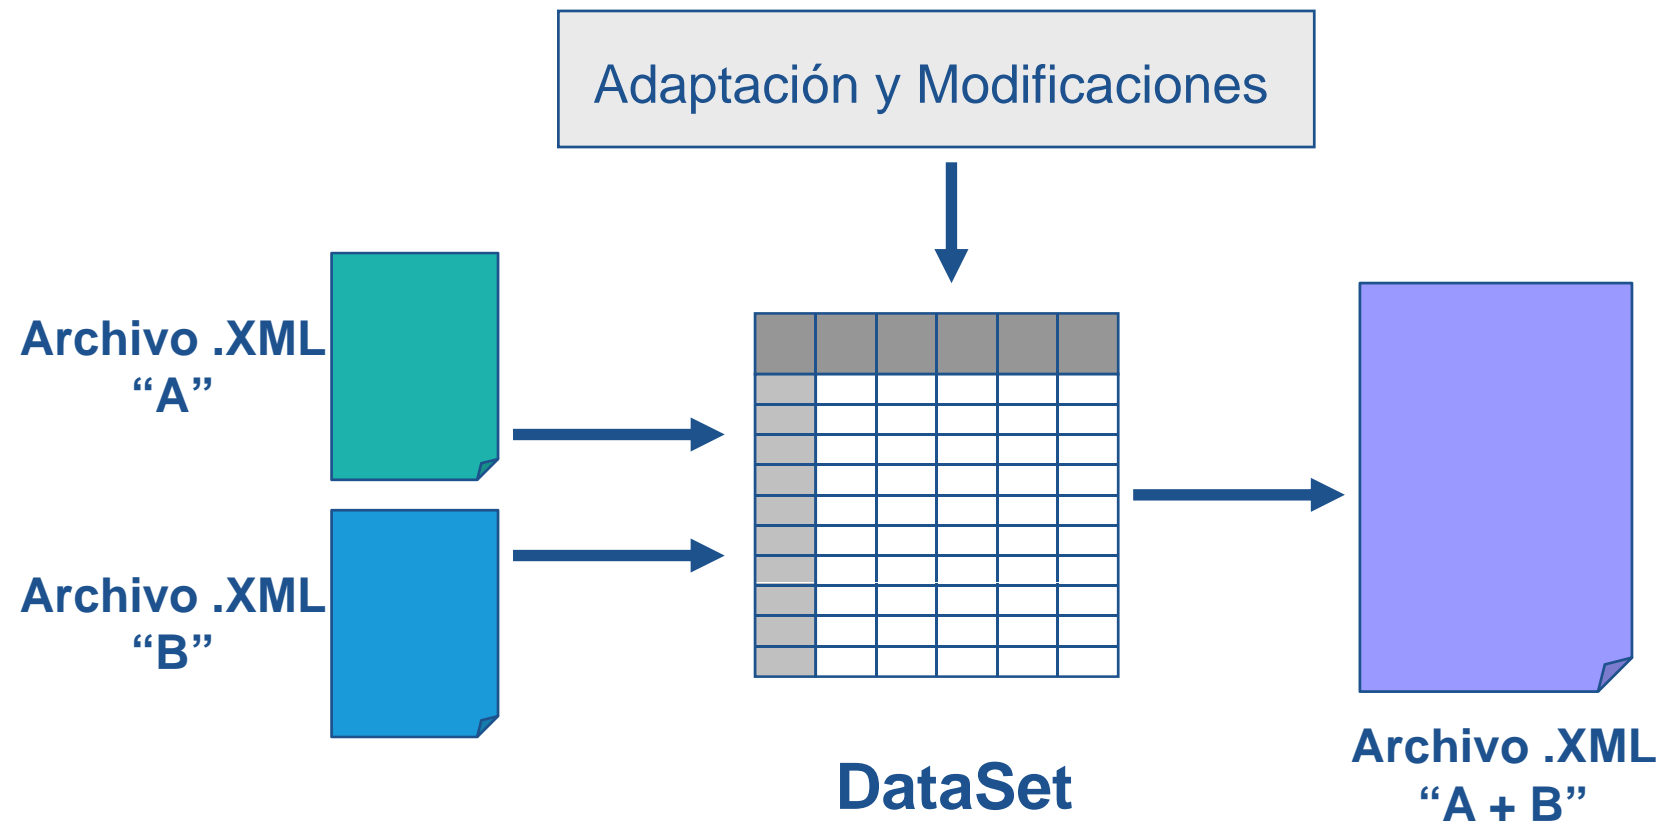 Adaptación y Modificaciones
Archivo .XML
“A”
Archivo .XML
“B”
DataSet
Archivo .XML
“A + B”